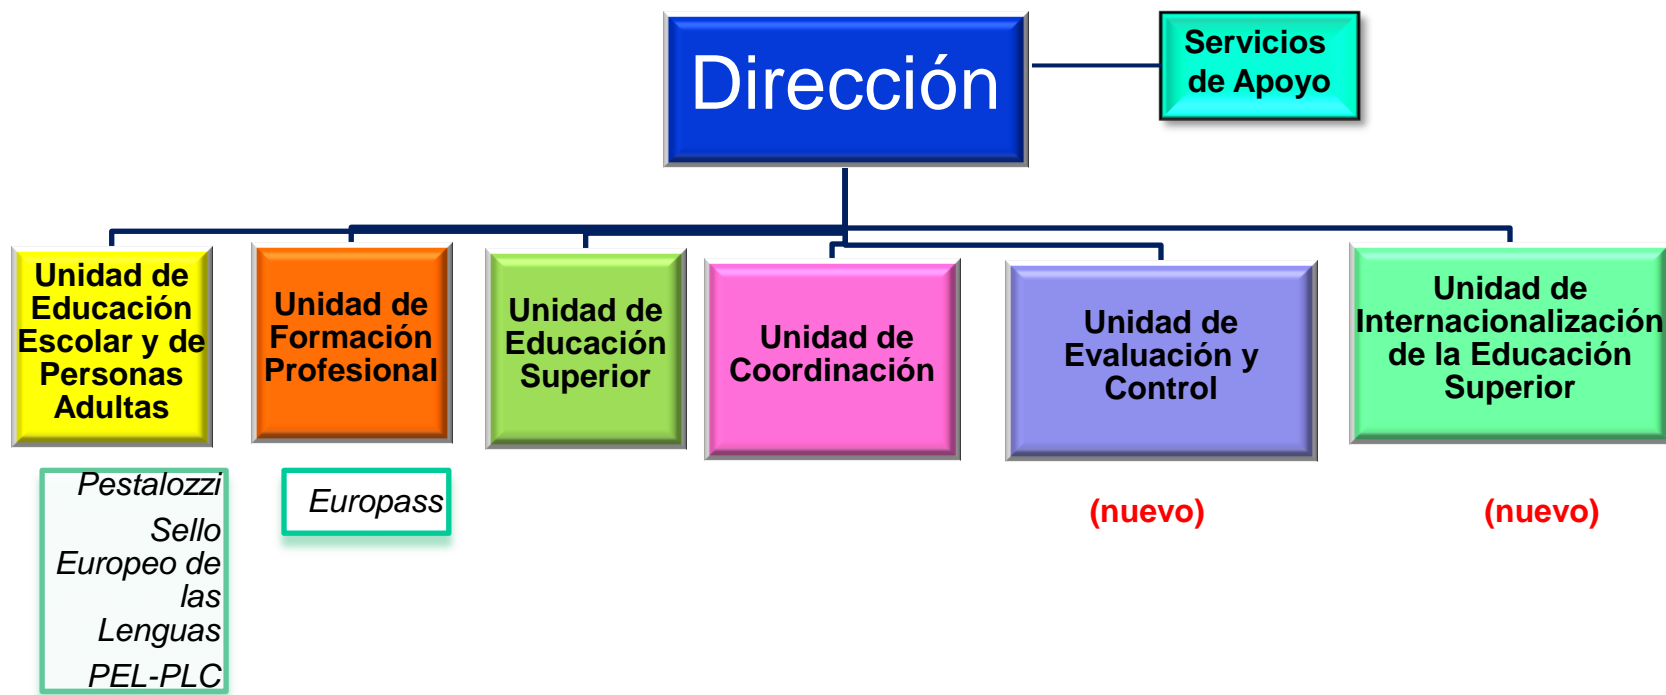 Dirección
Servicios
de Apoyo
Unidad de
Educación
Escolar y de
Personas
Adultas
Unidad de
Formación
Profesional
Unidad de
Educación
Superior
Unidad de
Coordinación
Unidad de
Evaluación y
Control
Unidad de
Internacionalización
de la Educación
Superior
Pestalozzi
Sello
Europeo de
las
Lenguas
PEL-PLC
Europass
(nuevo)
(nuevo)